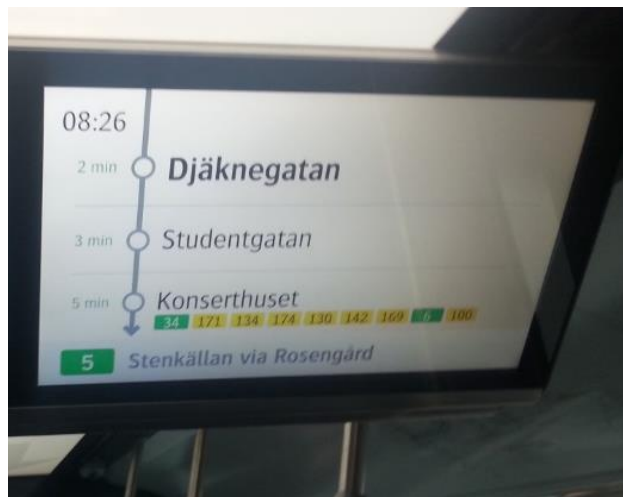 08:26
2 min Djäknegatan
3 min Studentgatan
5 min Konserthuset
34 171 134 174 130 142 169 6 100
5 Stenkällan via Rosengård